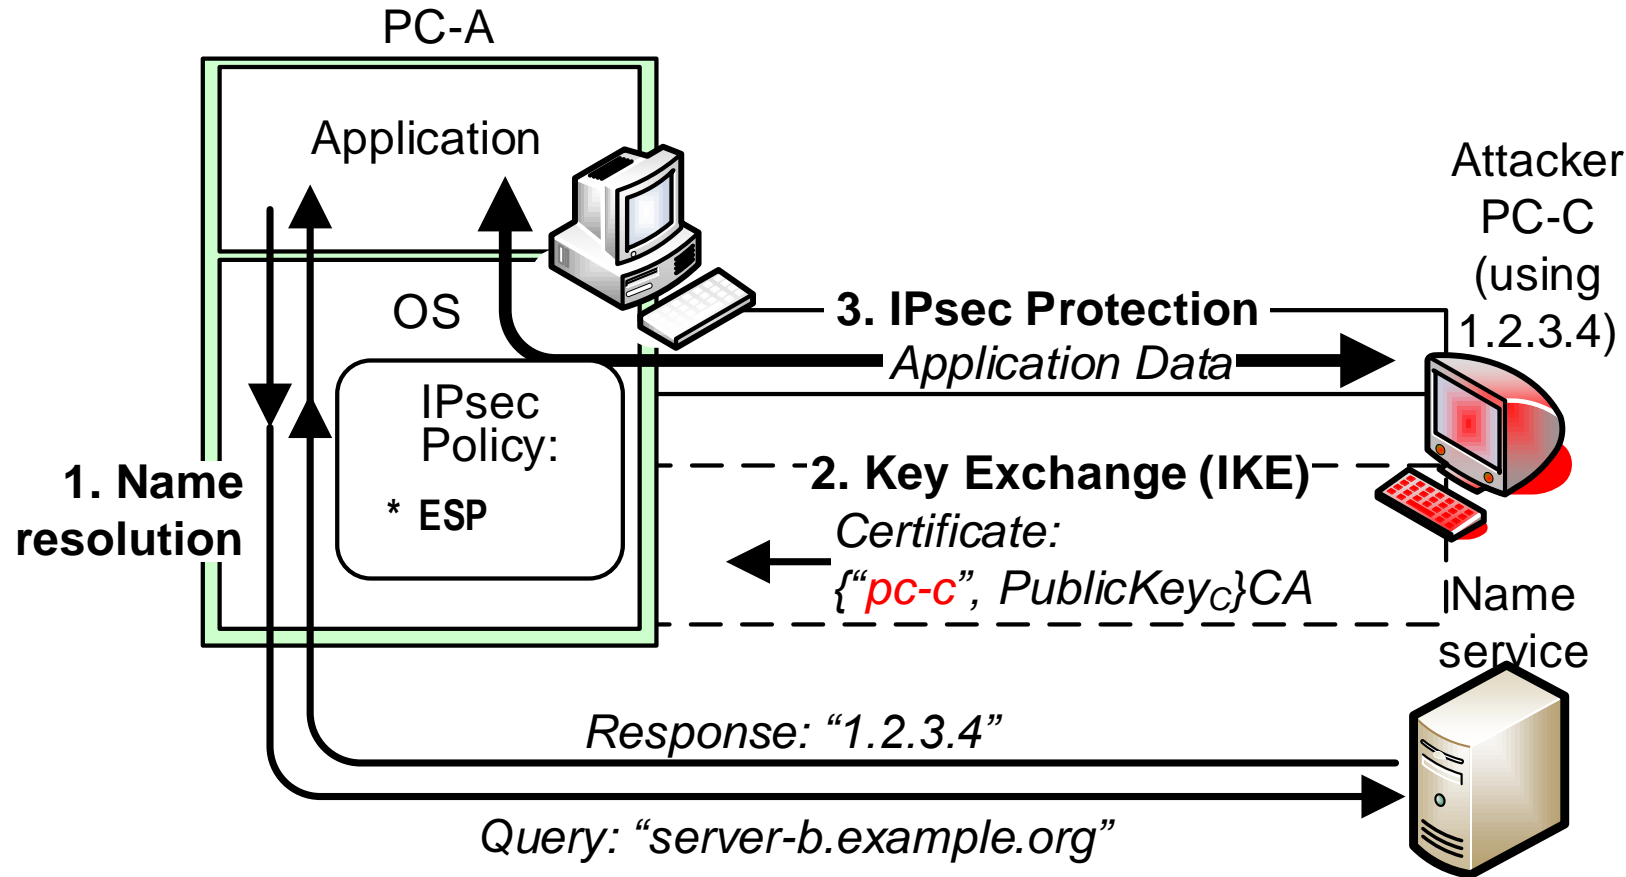 PC-A
Application
OS
IPsec
Policy:
* ESP
1. Name
resolution
3. IPsec Protection
Application Data
2. Key Exchange (IKE)
Certificate:
{“pc-c”, PublicKeyC}CA
Attacker
PC-C
(using
1.2.3.4)
Name
service
Response: “1.2.3.4”
Query: “server-b.example.org”